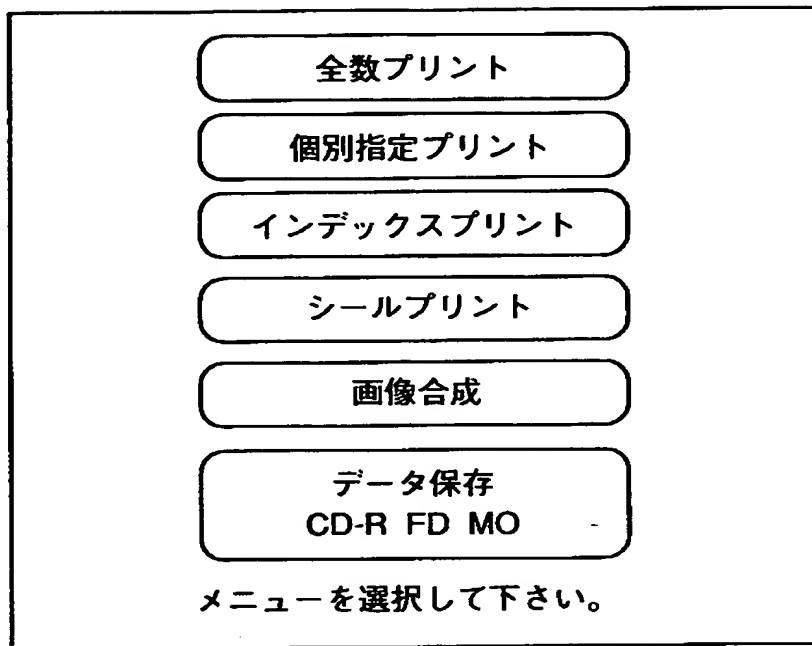 全数プリント
個別指定プリント
インデックスプリント
シールプリント
画像合成
データ保存
CD-R FD MO
メニューを選択して下さい。